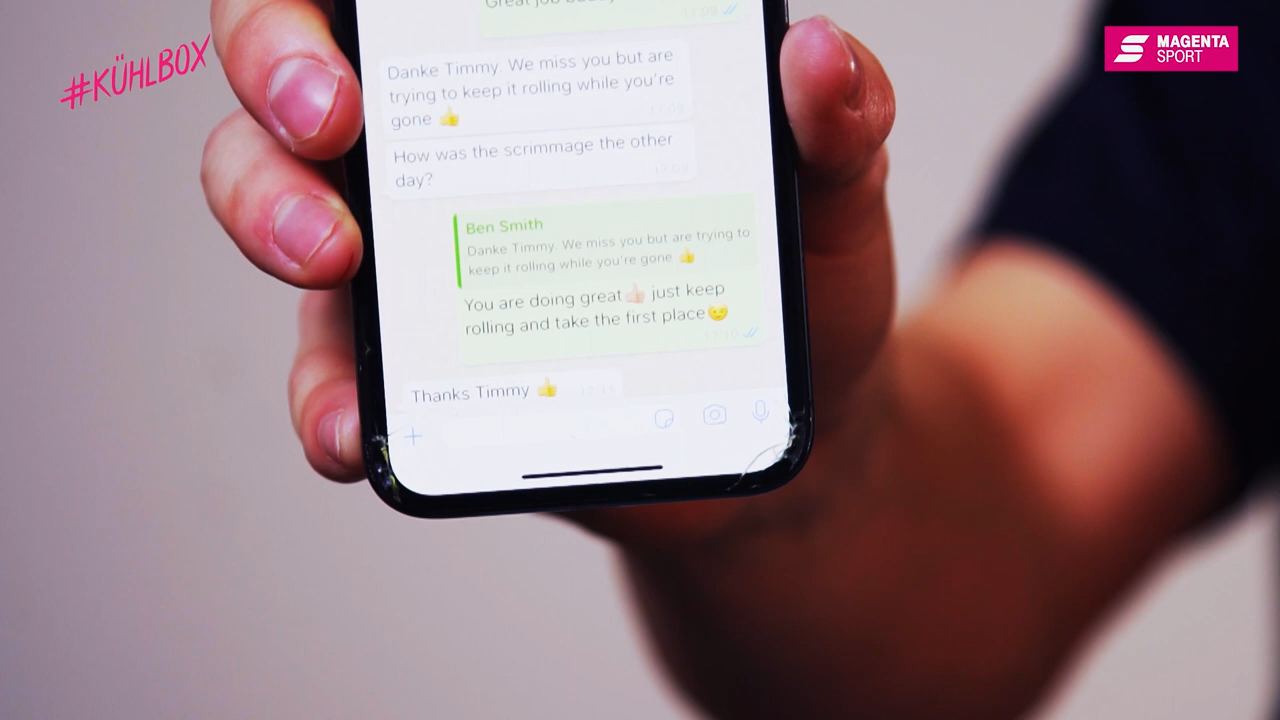 Great job
#KÜHLBOX
MAGENTA
SPORT
Danke Timmy. We miss you but are
trying to keep it rolling while you're
gone 👍
How was the scrimmage the other
day?
Ben Smith
Danke Timmy. We miss you but are trying to
keep it rolling while you're gone 👍
You are doing great👍🏻 just keep
rolling and take the first place😉
Thanks Timmy 👍